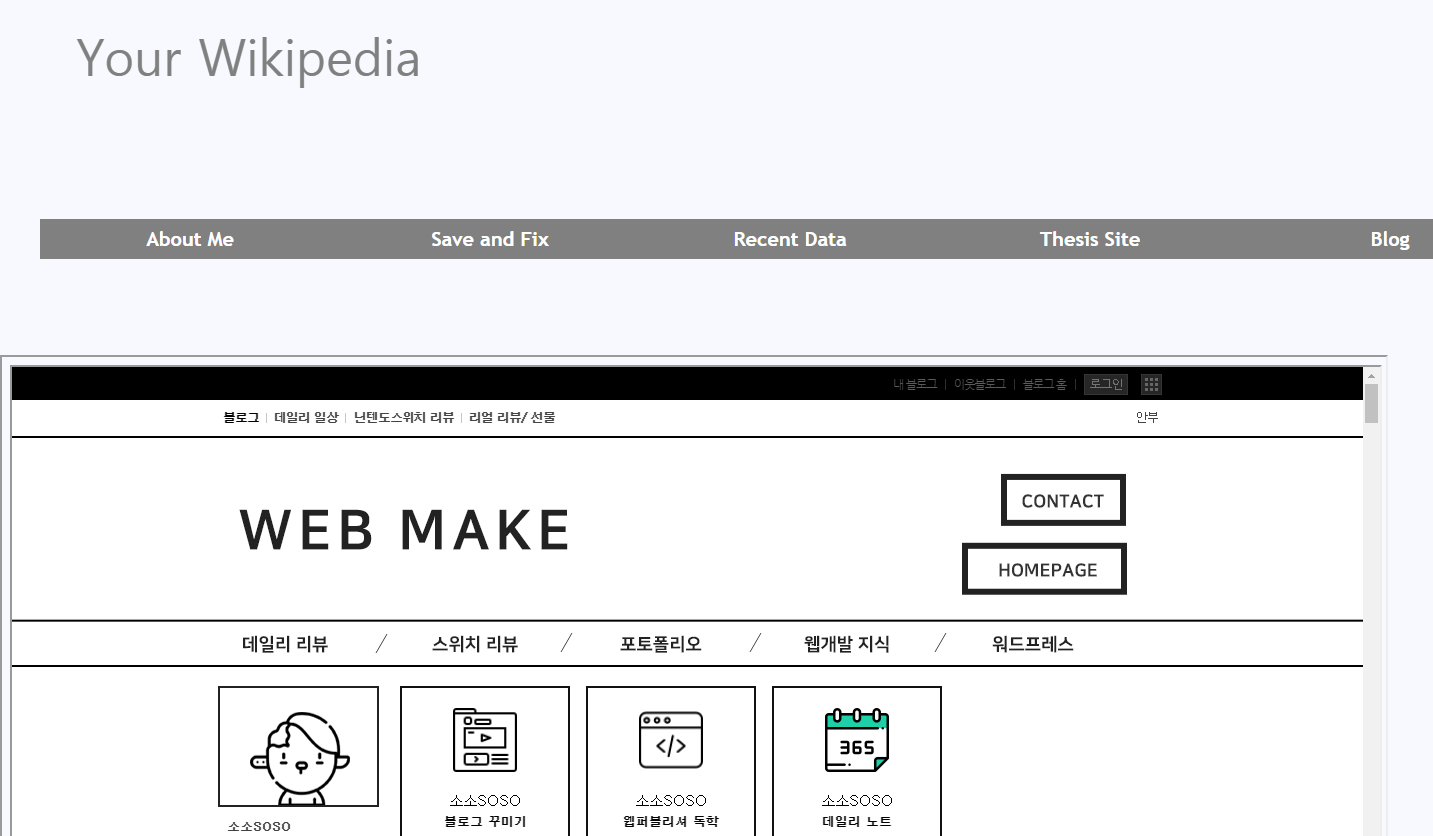 Your Wikipedia
About Me Save and Fix Recent Data Thesis Site Blog
내 블로그 | 이웃블로그 | 블로그 홈 | 로그인
블로그 | 데일리 일상 | 닌텐도스위치 리뷰 | 리얼 리뷰/ 선물 안부
WEB MAKE
CONTACT
HOMEPAGE
데일리 리뷰 / 스위치 리뷰 / 포토폴리오 / 웹개발 지식 / 워드프레스
</>
365
소소SOSO 소소SOSO 소소SOSO
블로그 꾸미기 웹퍼블리셔 독학 데일리 노트
소소SOSO